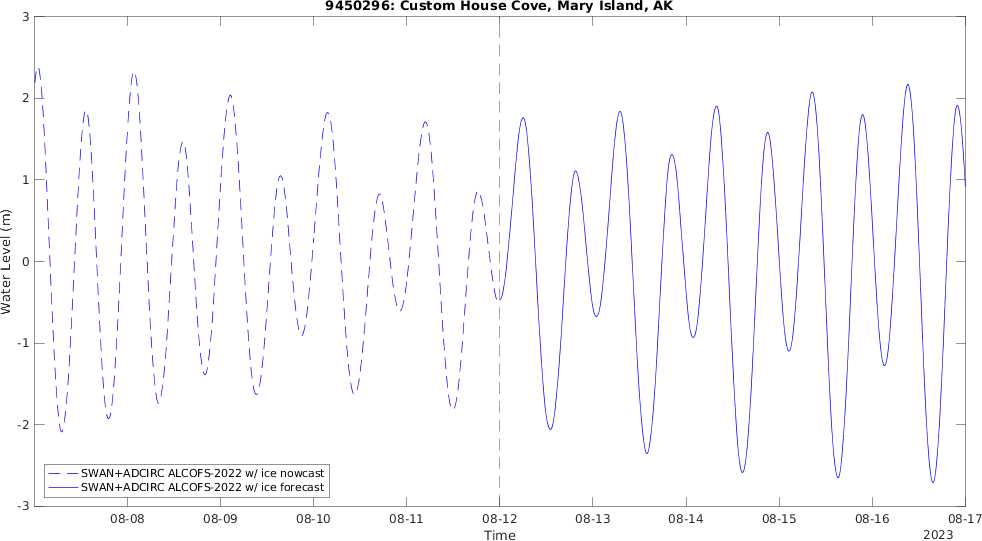 9450296: Custom House Cove, Mary Island, AK
3
2
1
0
-1
-2
-3
Water Level (m)
SWAN+ADCIRC ALCOFS-2022 w/ ice nowcast
SWAN+ADCIRC ALCOFS-2022 w/ ice forecast
08-08 08-09 08-10 08-11 08-12 08-13 08-14 08-15 08-16 08-17
Time
2023